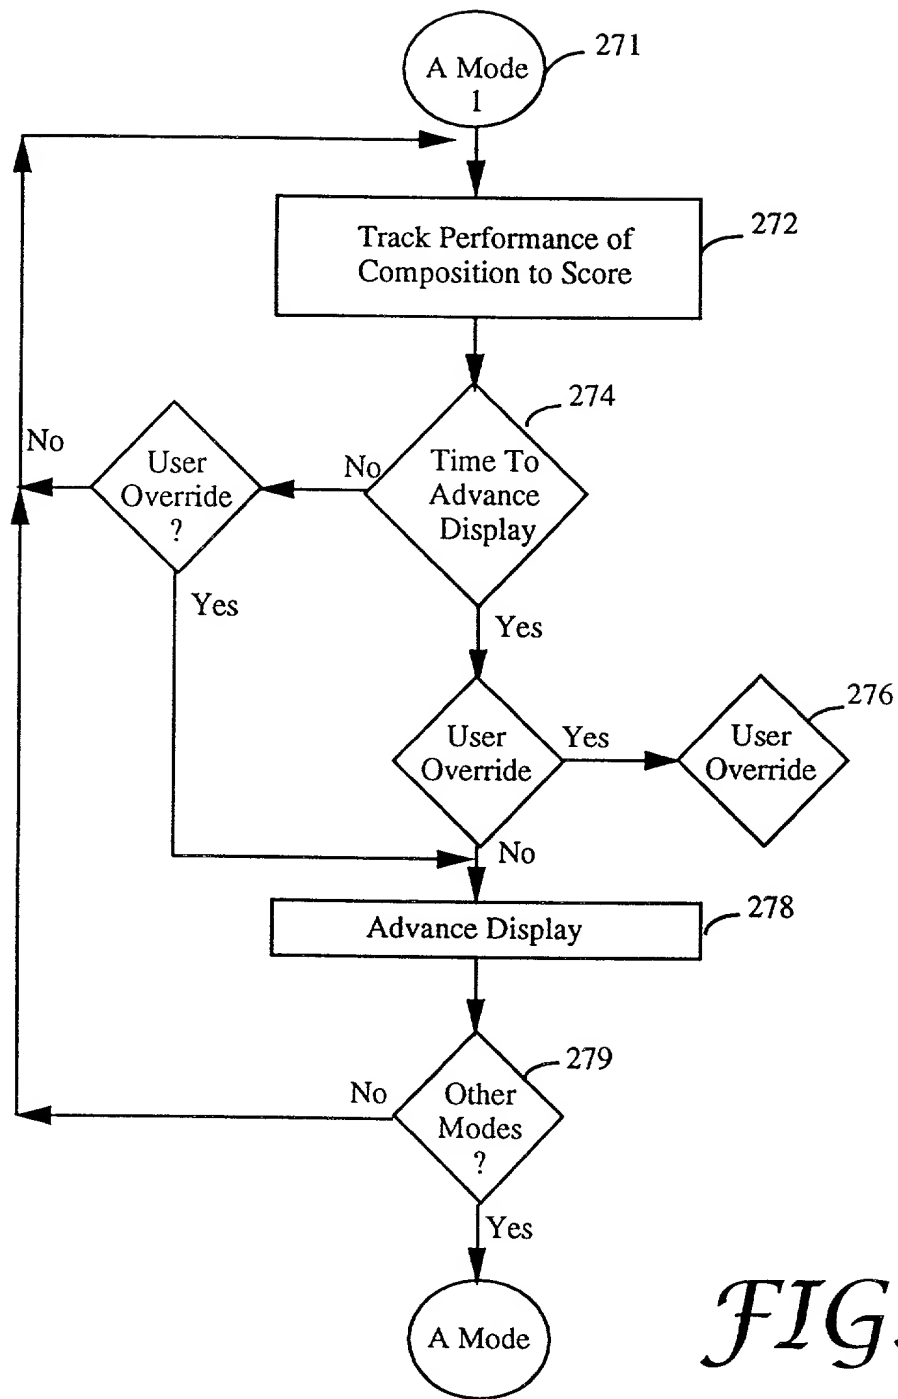 A Mode
1
271
Track Performance of
Composition to Score
272
274
Time To
Advance
Display
No
User
Override
?
No
Yes
Yes
User
Override
Yes
276
User
Override
No
Advance Display
278
279
Other
Modes
?
No
Yes
A Mode
FIG.